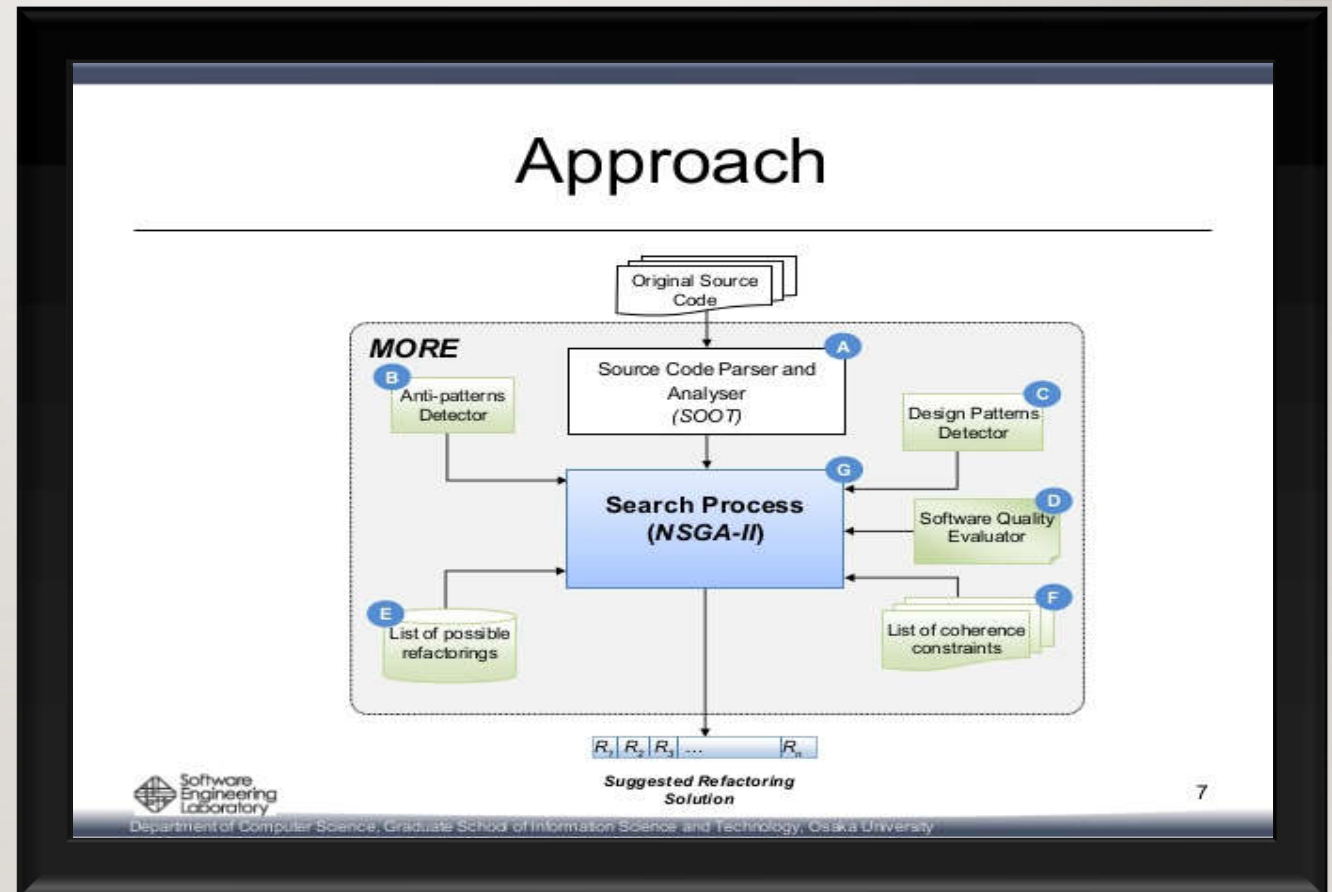 Approach
Original Source
Code
MORE
A
Source Code Parser and
Analyser
(SOOT)
B
Anti-patterns
Detector
C
Design Patterns
Detector
G
Search Process
(NSGA-II)
D
Software Quality
Evaluator
E
List of possible
refactorings
F
List of coherence
constraints
R1 R2 R3 ... Rn
Suggested Refactoring
Solution
Software
Engineering
Laboratory
7
Department of Computer Science, Graduate School of Information Science and Technology, Osaka University